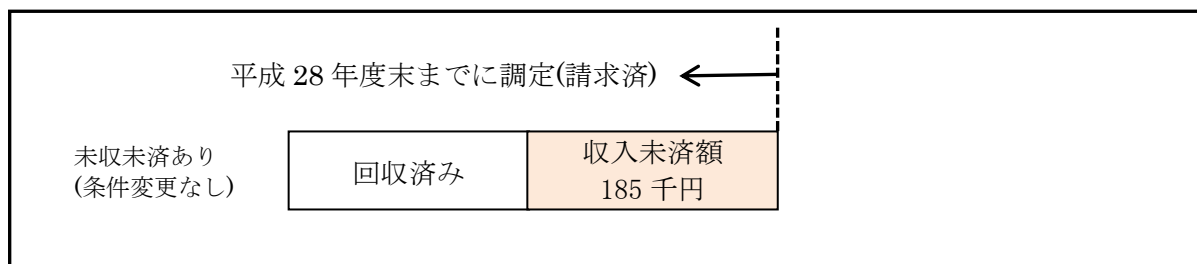 平成 28 年度末までに調定(請求済)
未収未済あり
(条件変更なし)
回収済み
収入未済額
185 千円